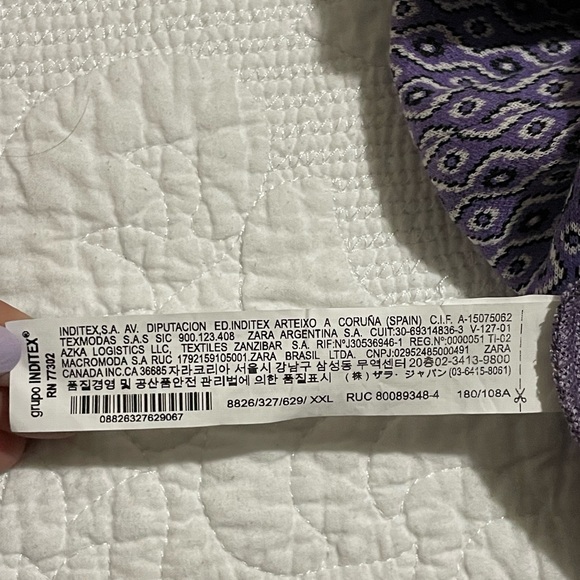 grupo INDITEX®
RN 77302
INDITEX,S.A. AV. DIPUTACION ED.INDITEX ARTEIXO A CORUÑA (SPAIN) C.I.F. A-15075062
TEXMODAS S.A.S SIC 900.123.408 ZARA ARGENTINA S.A. CUIT:30-69314836-3 V-127-01
AZKA LOGISTICS LLC, TEXTILES ZANZIBAR S.A. RIF:NºJ30536946-1 REG.Nº:0000051 TI-02
MACROMODA S.A RUC 1792159105001.ZARA BRASIL LTDA. CNPJ:02952485000491 ZARA
CANADA INC.CA 36685 자라코리아 서울시 강남구 삼성동 무역센터 20층02-3413-9800
품질경영 및 공산품안전 관리법에 의한 품질표시 (株) ザラ・ジャパン (03-6415-8061)
08826327629067
8826/327/629/ XXL RUC 80089348-4 180/108A